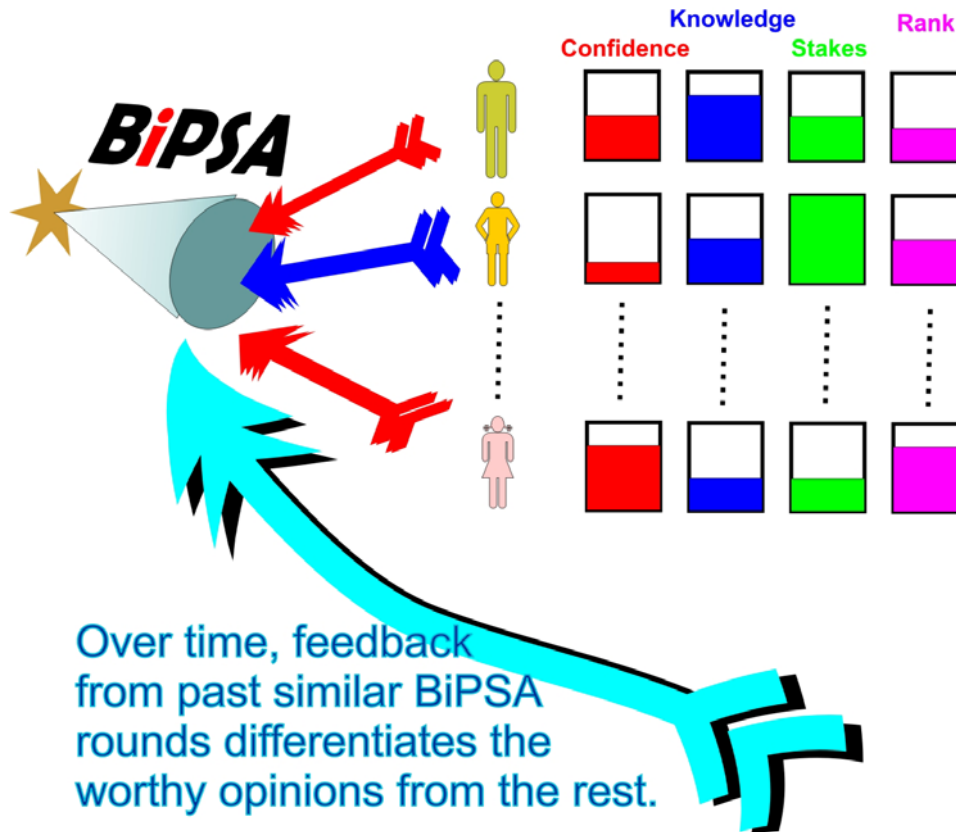 Knowledge
Confidence
Stakes
Rank
BiPSA
Over time, feedback
from past similar BiPSA
rounds differentiates the
worthy opinions from the rest.